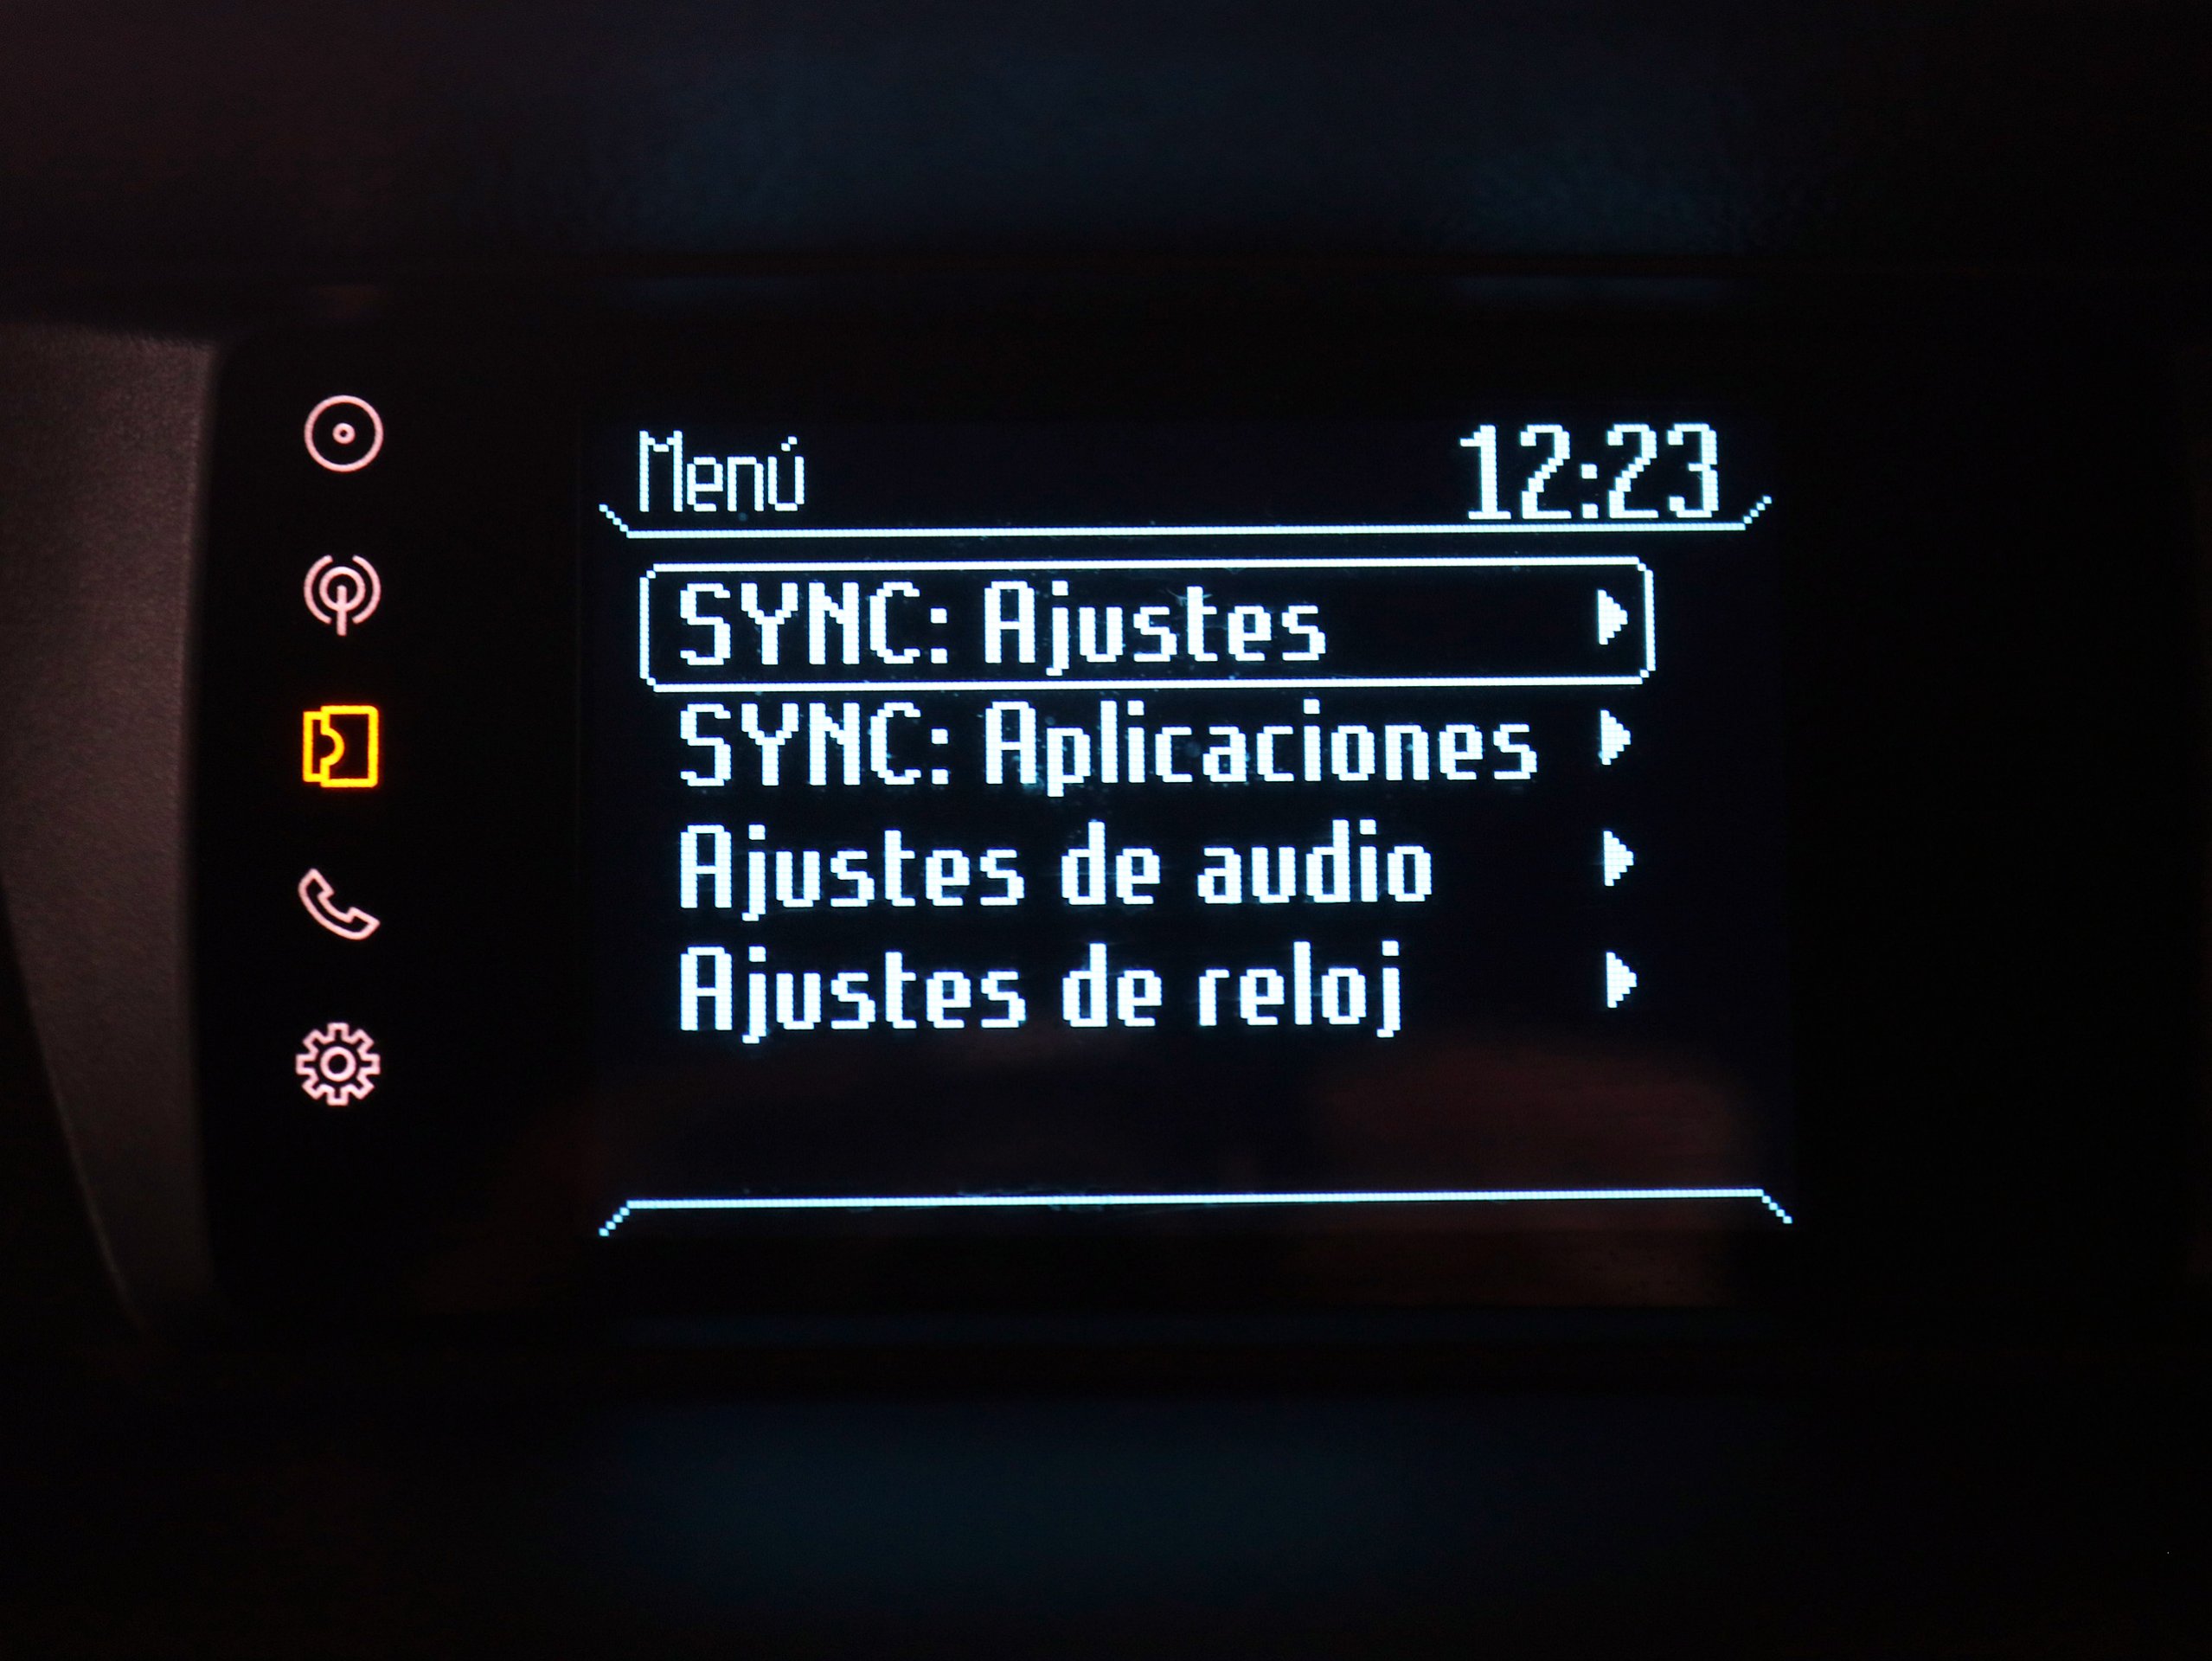 Menú 12:23
SYNC: Ajustes
SYNC: Aplicaciones
Ajustes de audio
Ajustes de reloj